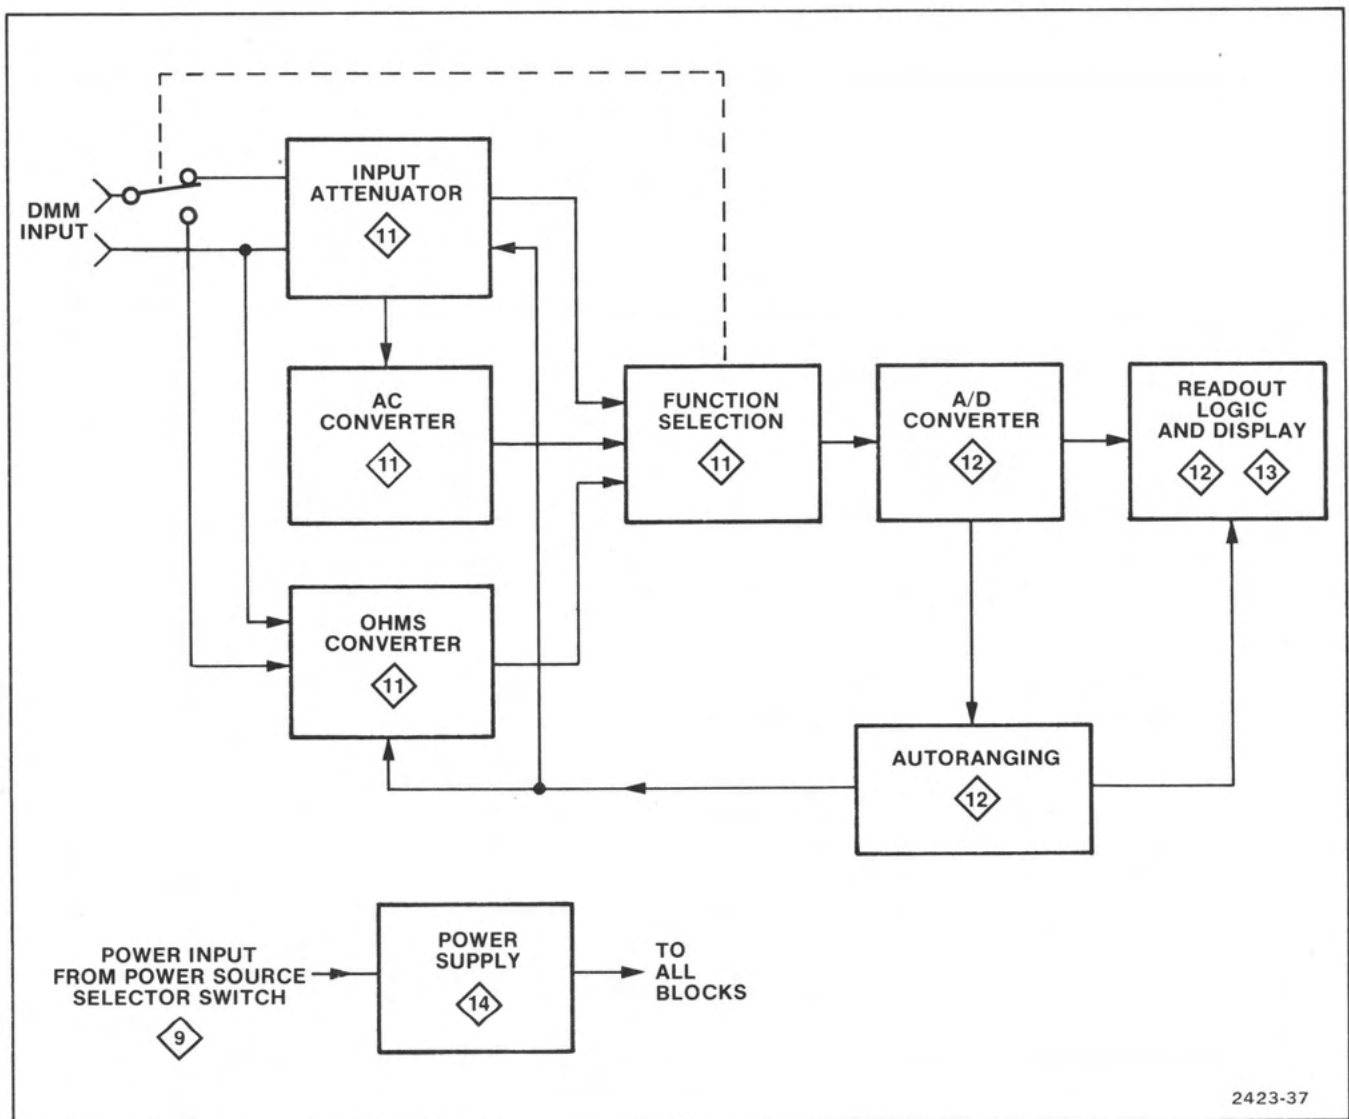 DMM
INPUT
INPUT
ATTENUATOR
11
AC
CONVERTER
11
OHMS
CONVERTER
11
FUNCTION
SELECTION
11
A/D
CONVERTER
12
READOUT
LOGIC
AND DISPLAY
12 13
AUTORANGING
12
POWER INPUT
FROM POWER SOURCE
SELECTOR SWITCH
9
POWER
SUPPLY
14
TO
ALL
BLOCKS
2423-37